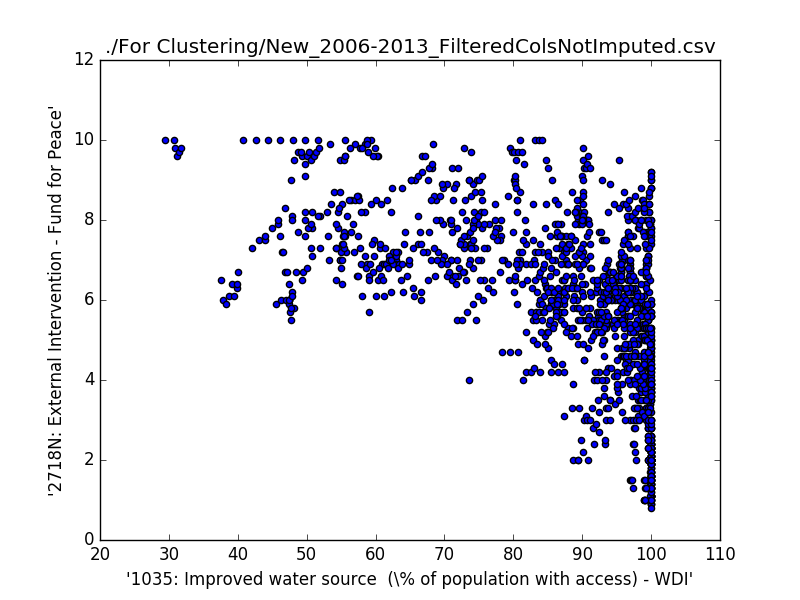 ./For Clustering/New_2006-2013_FilteredColsNotImputed.csv
12
10
8
6
4
2
0
'2718N: External Intervention - Fund for Peace'
20 30 40 50 60 70 80 90 100 110
'1035: Improved water source  (\% of population with access) - WDI'